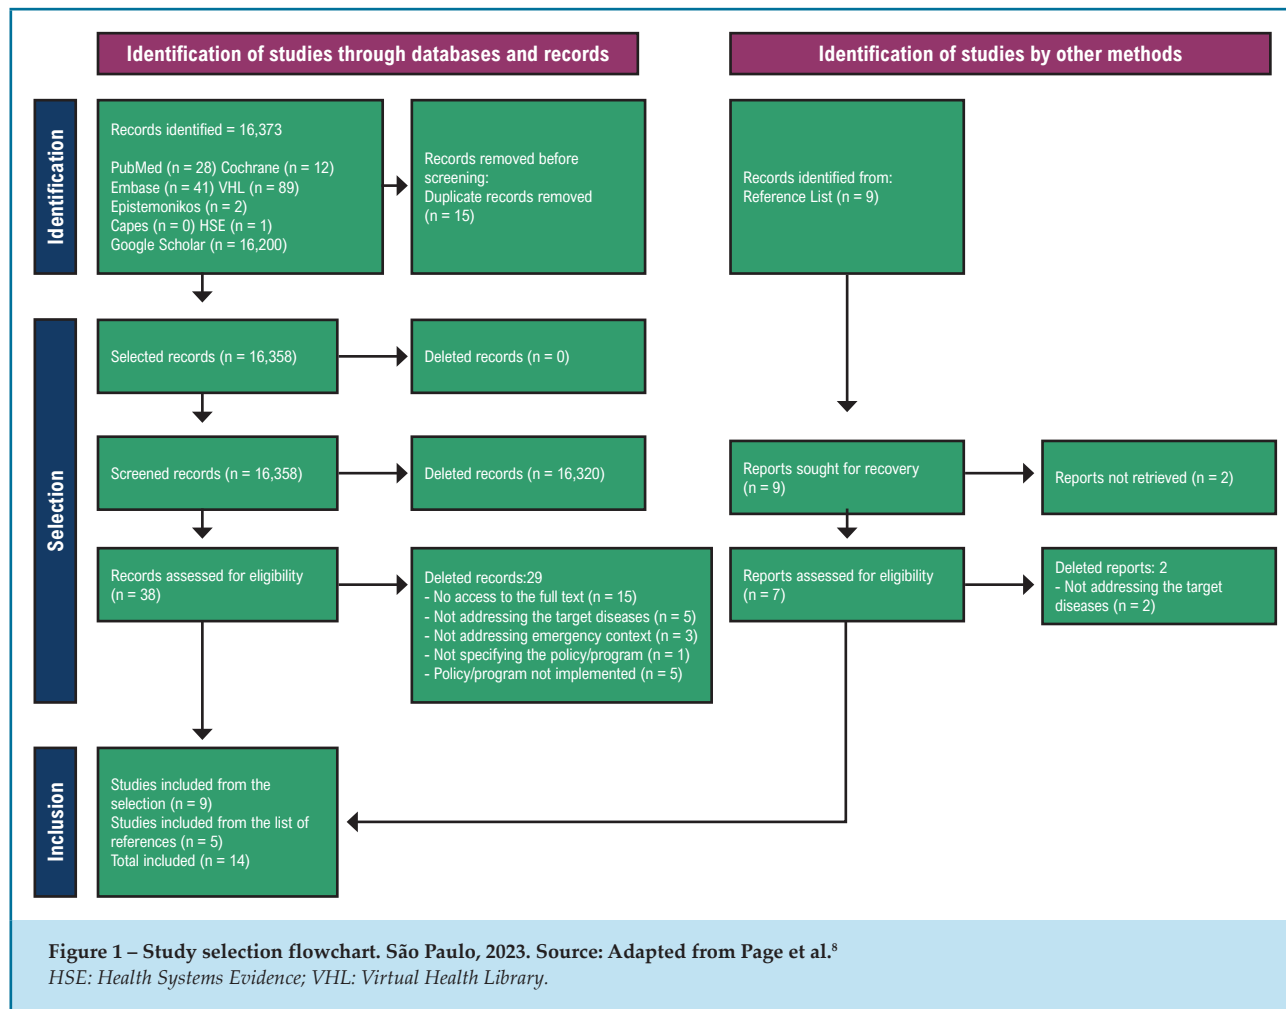 Identification of studies through databases and records
Identification of studies by other methods
Identification
Records identified = 16,373
PubMed (n = 28) Cochrane (n = 12)
Embase (n = 41) VHL (n = 89)
Epistemonikos (n = 2)
Capes (n = 0) HSE (n = 1)
Google Scholar (n = 16,200)
Records removed before
screening:
Duplicate records removed
(n = 15)
Records identified from:
Reference List (n = 9)
Selection
Selected records (n = 16,358)
Deleted records (n = 0)
Screened records (n = 16,358)
Deleted records (n = 16,320)
Reports sought for recovery
(n = 9)
Reports not retrieved (n = 2)
Records assessed for eligibility
(n = 38)
Deleted records:29
- No access to the full text (n = 15)
- Not addressing the target diseases (n = 5)
- Not addressing emergency context (n = 3)
- Not specifying the policy/program (n = 1)
- Policy/program not implemented (n = 5)
Reports assessed for eligibility
(n = 7)
Deleted reports: 2
- Not addressing the target
diseases (n = 2)
Inclusion
Studies included from the
selection (n = 9)
Studies included from the list of
references (n = 5)
Total included (n = 14)
Figure 1 – Study selection flowchart. São Paulo, 2023. Source: Adapted from Page et al.⁸
HSE: Health Systems Evidence; VHL: Virtual Health Library.